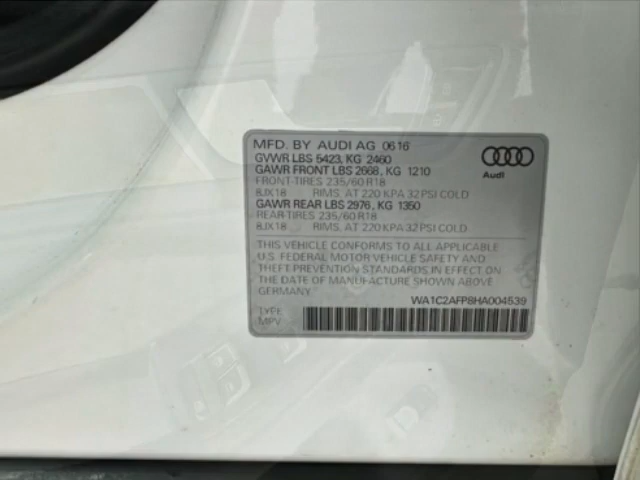 MFD. BY AUDI AG 06 16
GVWR LBS 5423, KG 2460
GAWR FRONT LBS 2668, KG 1210
FRONT-TIRES 235/60 R18
8JX18 RIMS, AT 220 KPA 32 PSI COLD
GAWR REAR LBS 2976, KG 1350
REAR-TIRES 235/60 R18
8JX18 RIMS, AT 220 KPA 32 PSI COLD
Audi
THIS VEHICLE CONFORMS TO ALL APPLICABLE
U.S. FEDERAL MOTOR VEHICLE SAFETY AND
THEFT PREVENTION STANDARDS IN EFFECT ON
THE DATE OF MANUFACTURE SHOWN ABOVE
GERMANY
WA1C2AFP8HA004539
TYPE:
MPV